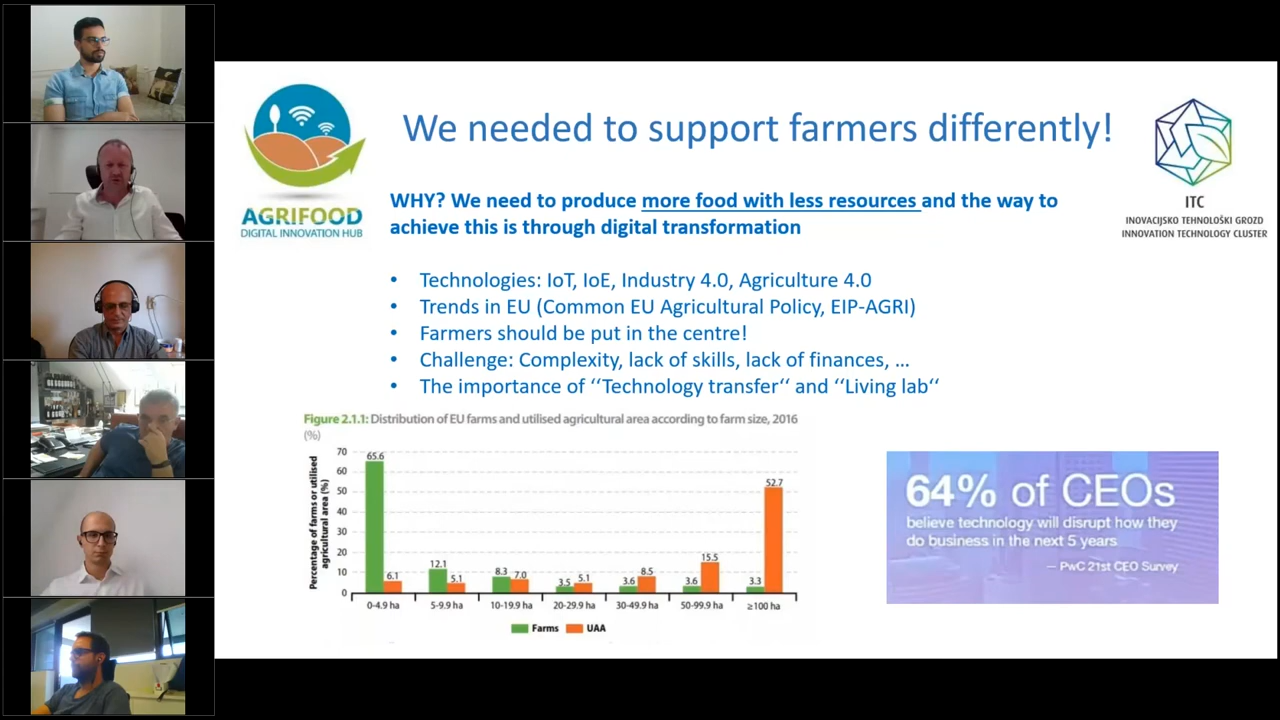 We needed to support farmers differently!
AGRIFOOD
DIGITAL INNOVATION HUB
ITC
INOVACIJSKO TEHNOLOŠKI GROZD
INNOVATION TECHNOLOGY CLUSTER
WHY? We need to produce more food with less resources and the way to
achieve this is through digital transformation
• Technologies: IoT, IoE, Industry 4.0, Agriculture 4.0
• Trends in EU (Common EU Agricultural Policy, EIP-AGRI)
• Farmers should be put in the centre!
• Challenge: Complexity, lack of skills, lack of finances, ...
• The importance of ‘‘Technology transfer‘‘ and ‘‘Living lab‘‘
Figure 2.1.1: Distribution of EU farms and utilised agricultural area according to farm size, 2016
(%)
Percentage of farms or utilised
agricultural area (%)
70
60
50
40
30
20
10
0
65.6
6.1
12.1
5.1
8.3
7.0
3.5
5.1
3.6
8.5
3.6
15.5
3.3
52.7
0-4.9 ha
5-9.9 ha
10-19.9 ha
20-29.9 ha
30-49.9 ha
50-99.9 ha
≥100 ha
Farms
UAA
64% of CEOs
believe technology will disrupt how they
do business in the next 5 years
— PwC 21st CEO Survey